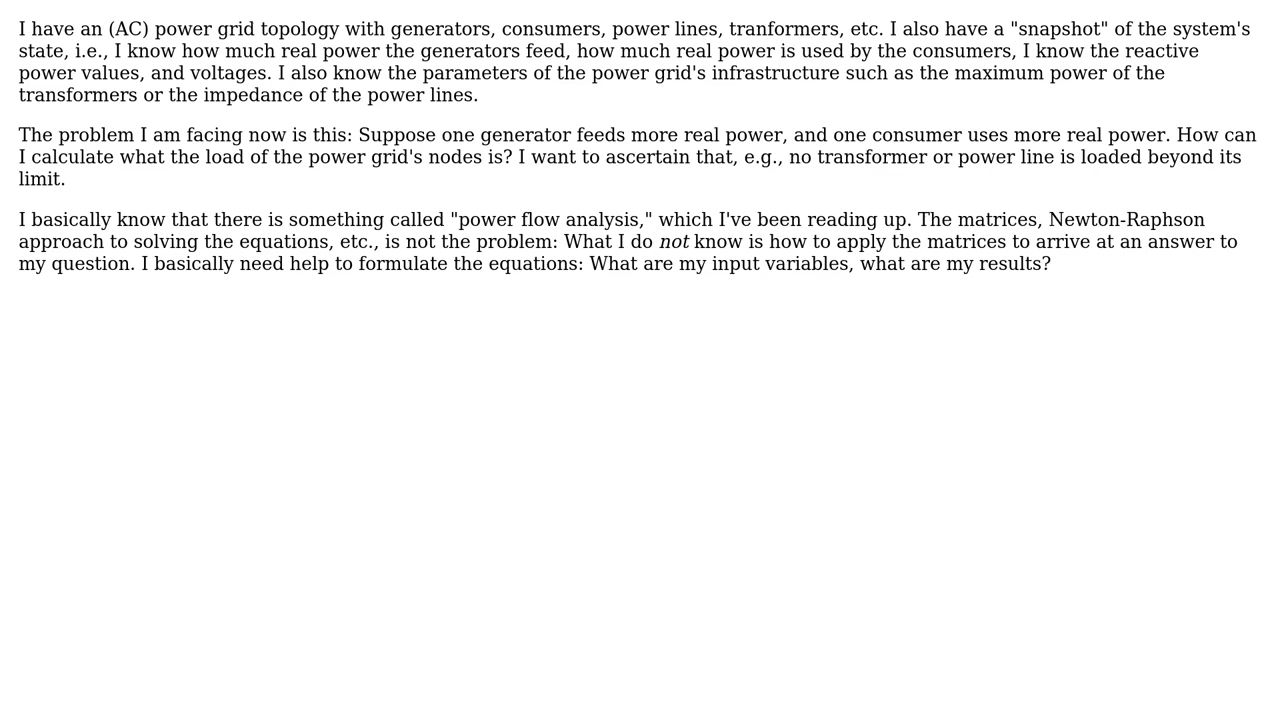 I have an (AC) power grid topology with generators, consumers, power lines, tranformers, etc. I also have a "snapshot" of the system's
state, i.e., I know how much real power the generators feed, how much real power is used by the consumers, I know the reactive
power values, and voltages. I also know the parameters of the power grid's infrastructure such as the maximum power of the
transformers or the impedance of the power lines.
The problem I am facing now is this: Suppose one generator feeds more real power, and one consumer uses more real power. How can
I calculate what the load of the power grid's nodes is? I want to ascertain that, e.g., no transformer or power line is loaded beyond its
limit.
I basically know that there is something called "power flow analysis," which I've been reading up. The matrices, Newton-Raphson
approach to solving the equations, etc., is not the problem: What I do not know is how to apply the matrices to arrive at an answer to
my question. I basically need help to formulate the equations: What are my input variables, what are my results?